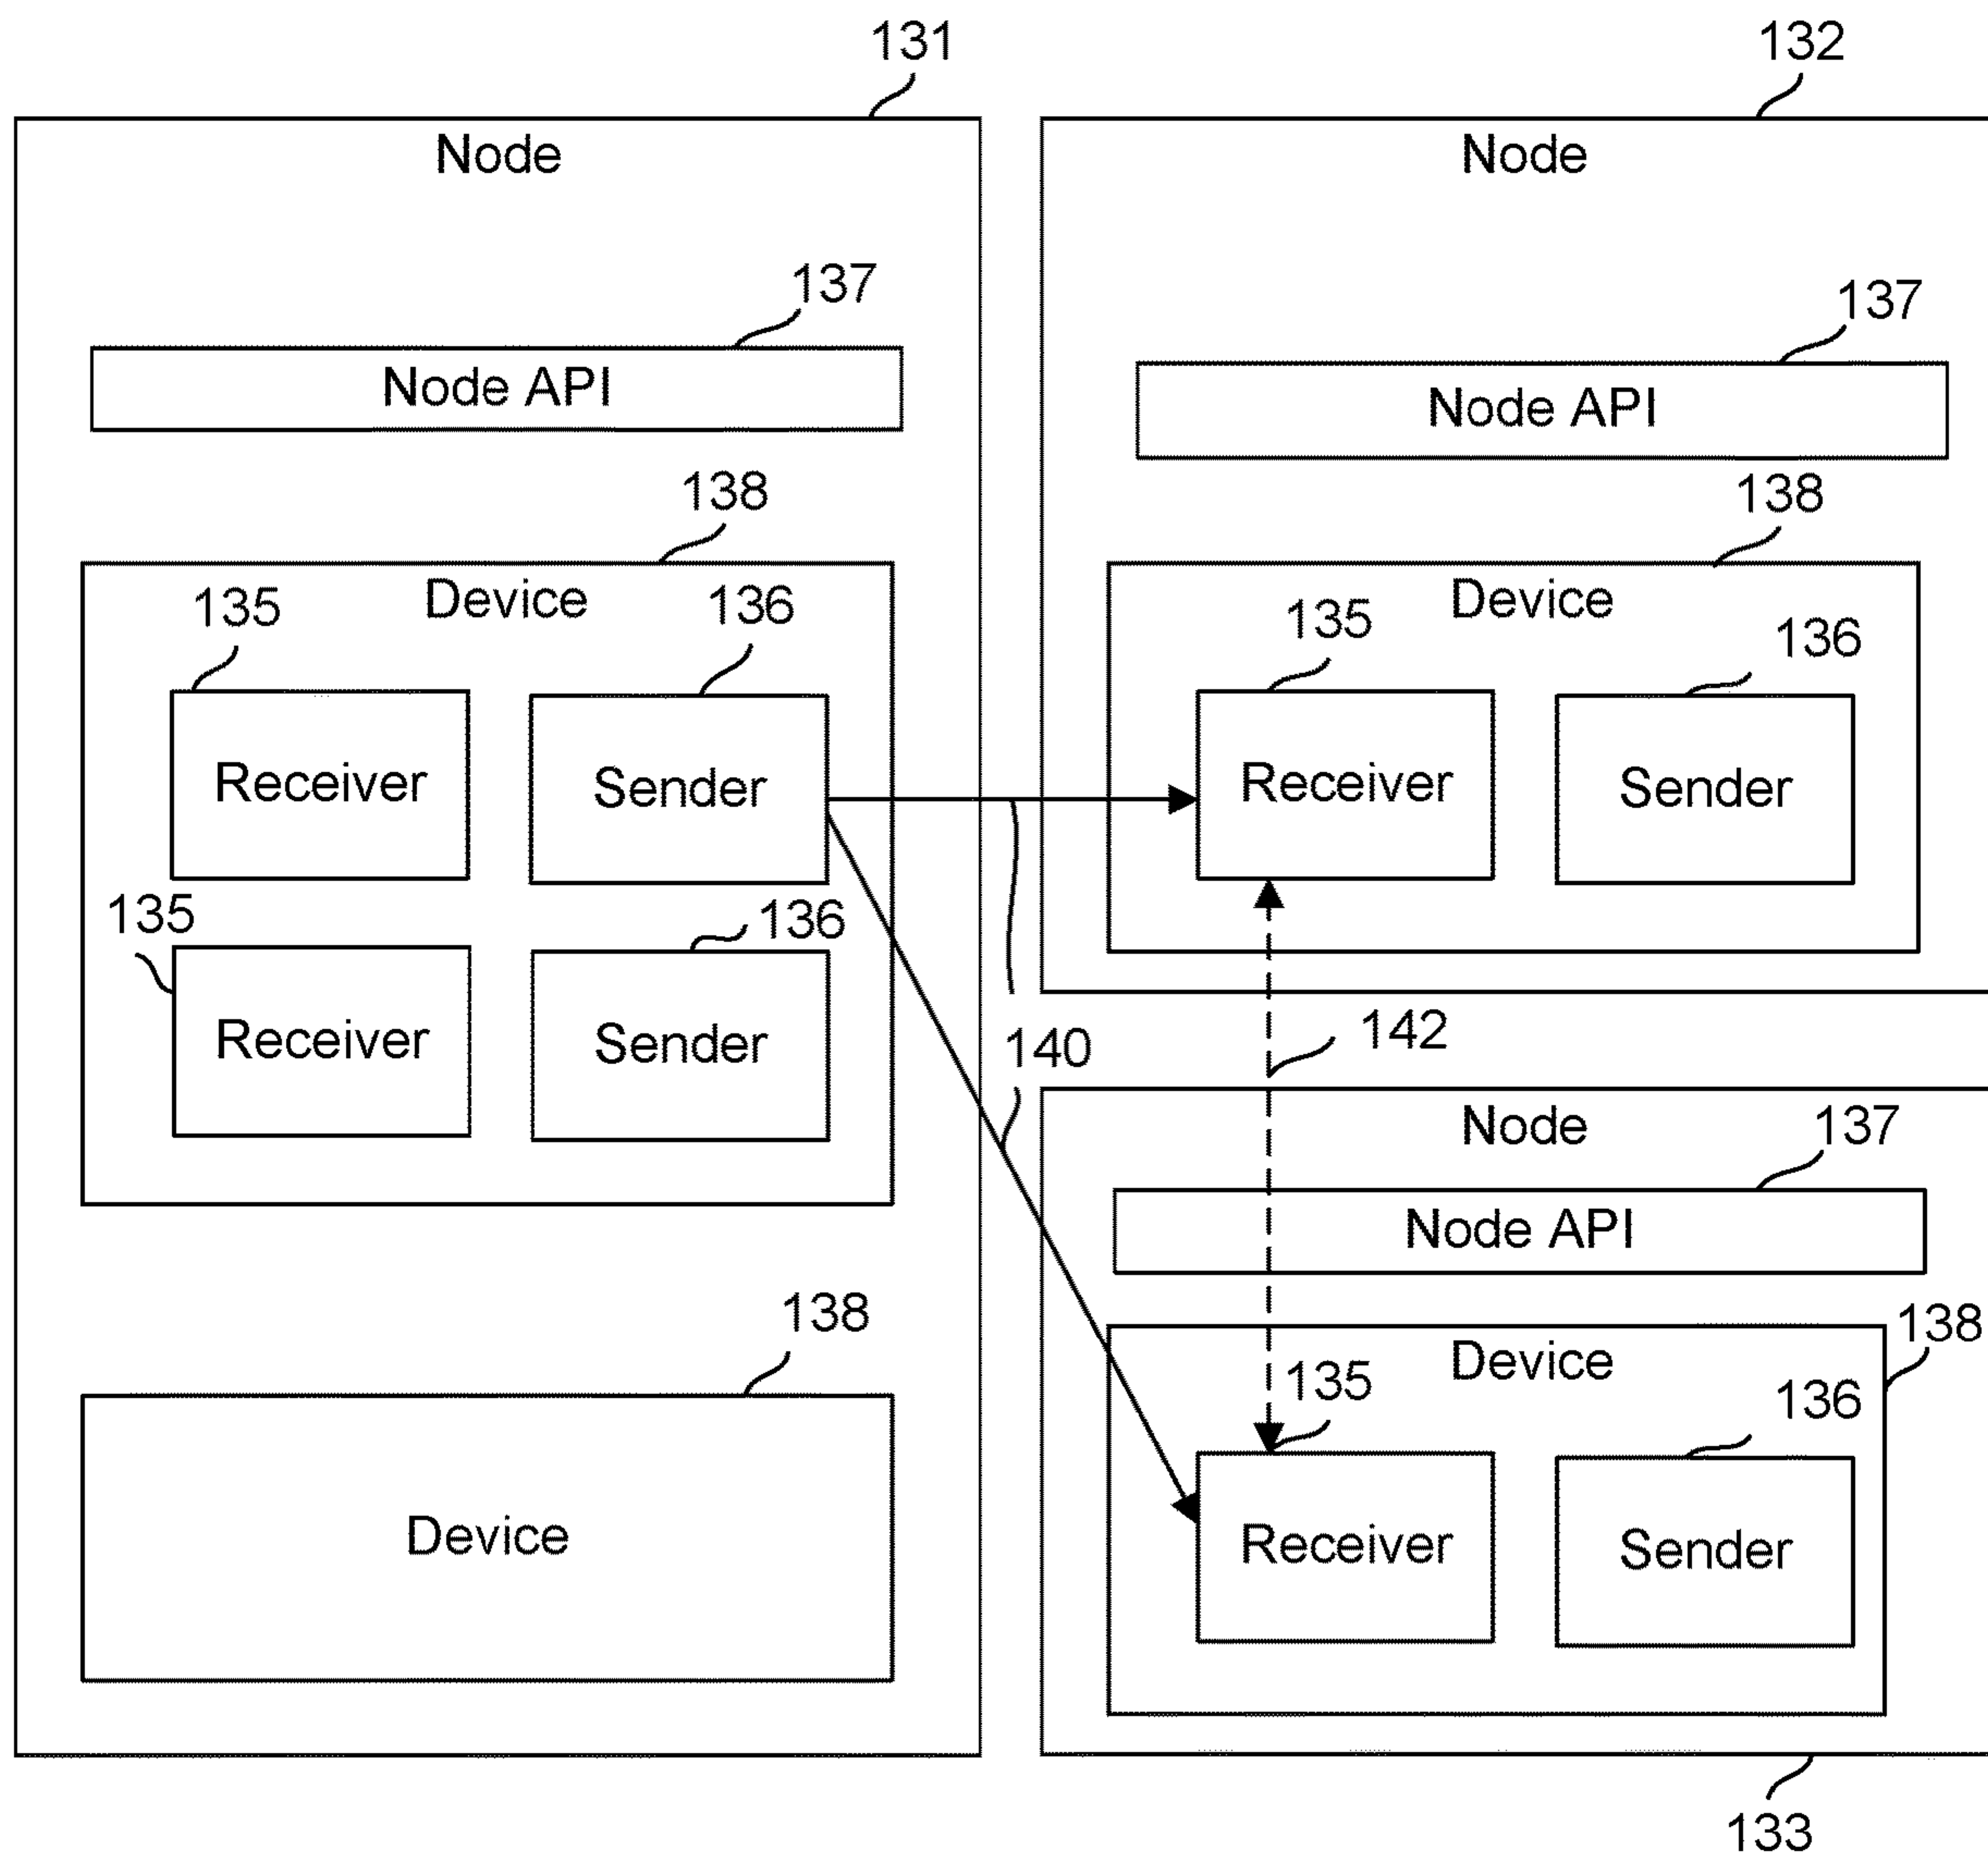 131
Node
137
Node API
138
Device
135
136
Receiver
Sender
135
136
Receiver
Sender
138
Device
140
132
Node
137
Node API
138
Device
135
136
Receiver
Sender
142
Node
137
Node API
138
Device
135
136
Receiver
Sender
133